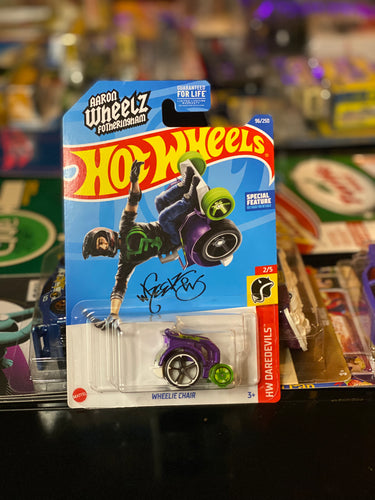 AARON
WHEELZ
FOTHERINGHAM
GUARANTEED
FOR LIFE
96/250
HOT WHEELS
SPECIAL
FEATURE
2/5
HW DAREDEVILS
MATTEL
WHEELIE CHAIR
3+